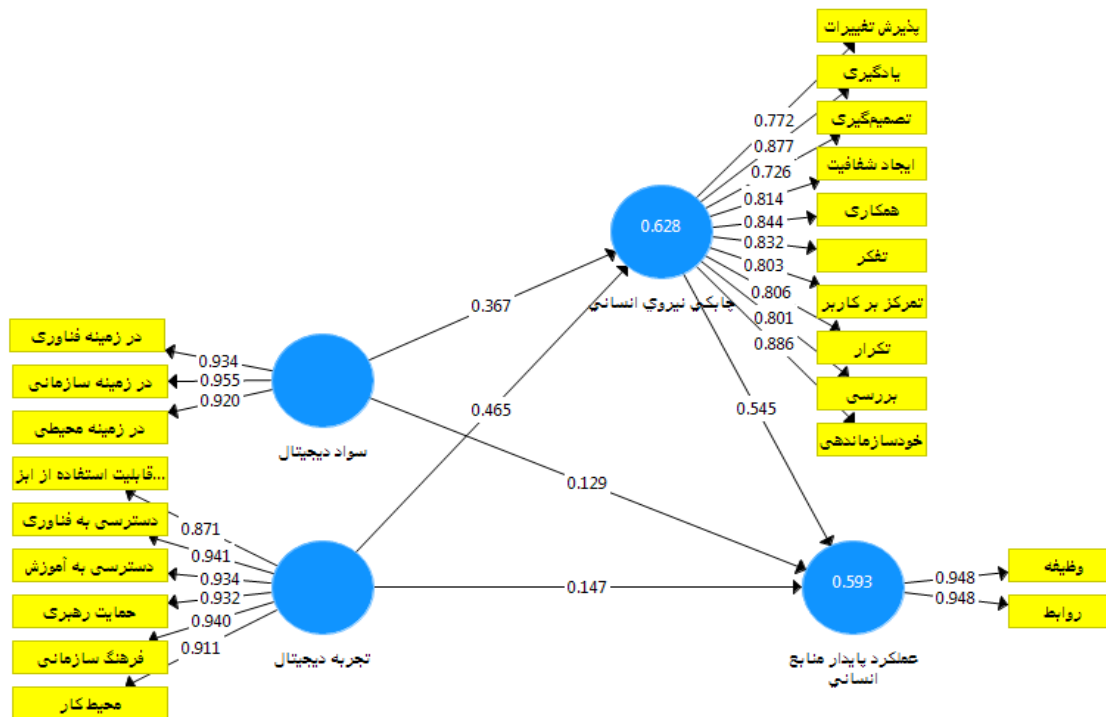 پذیرش تغییرات
یادگیری
تصمیم‌گیری
ایجاد شفافیت
همکاری
تفکر
تمرکز بر کاربر
تکرار
بررسی
خودسازماندهی
0.772
0.877
0.726
0.814
0.844
0.832
0.803
0.806
0.801
0.886
0.628
چابکي نيروي انساني
0.367
0.465
0.545
0.129
0.147
در زمینه فناوری
در زمینه سازمانی
در زمینه محیطی
0.934
0.955
0.920
سواد دیجیتال
قابلیت استفاده از ابز...
دسترسی به فناوری
دسترسی به آموزش
حمایت رهبری
فرهنگ سازمانی
محیط کار
0.871
0.941
0.934
0.932
0.940
0.911
تجربه دیجیتال
0.593
عملکرد پایدار منابع
انساني
0.948
0.948
وظیفه
روابط